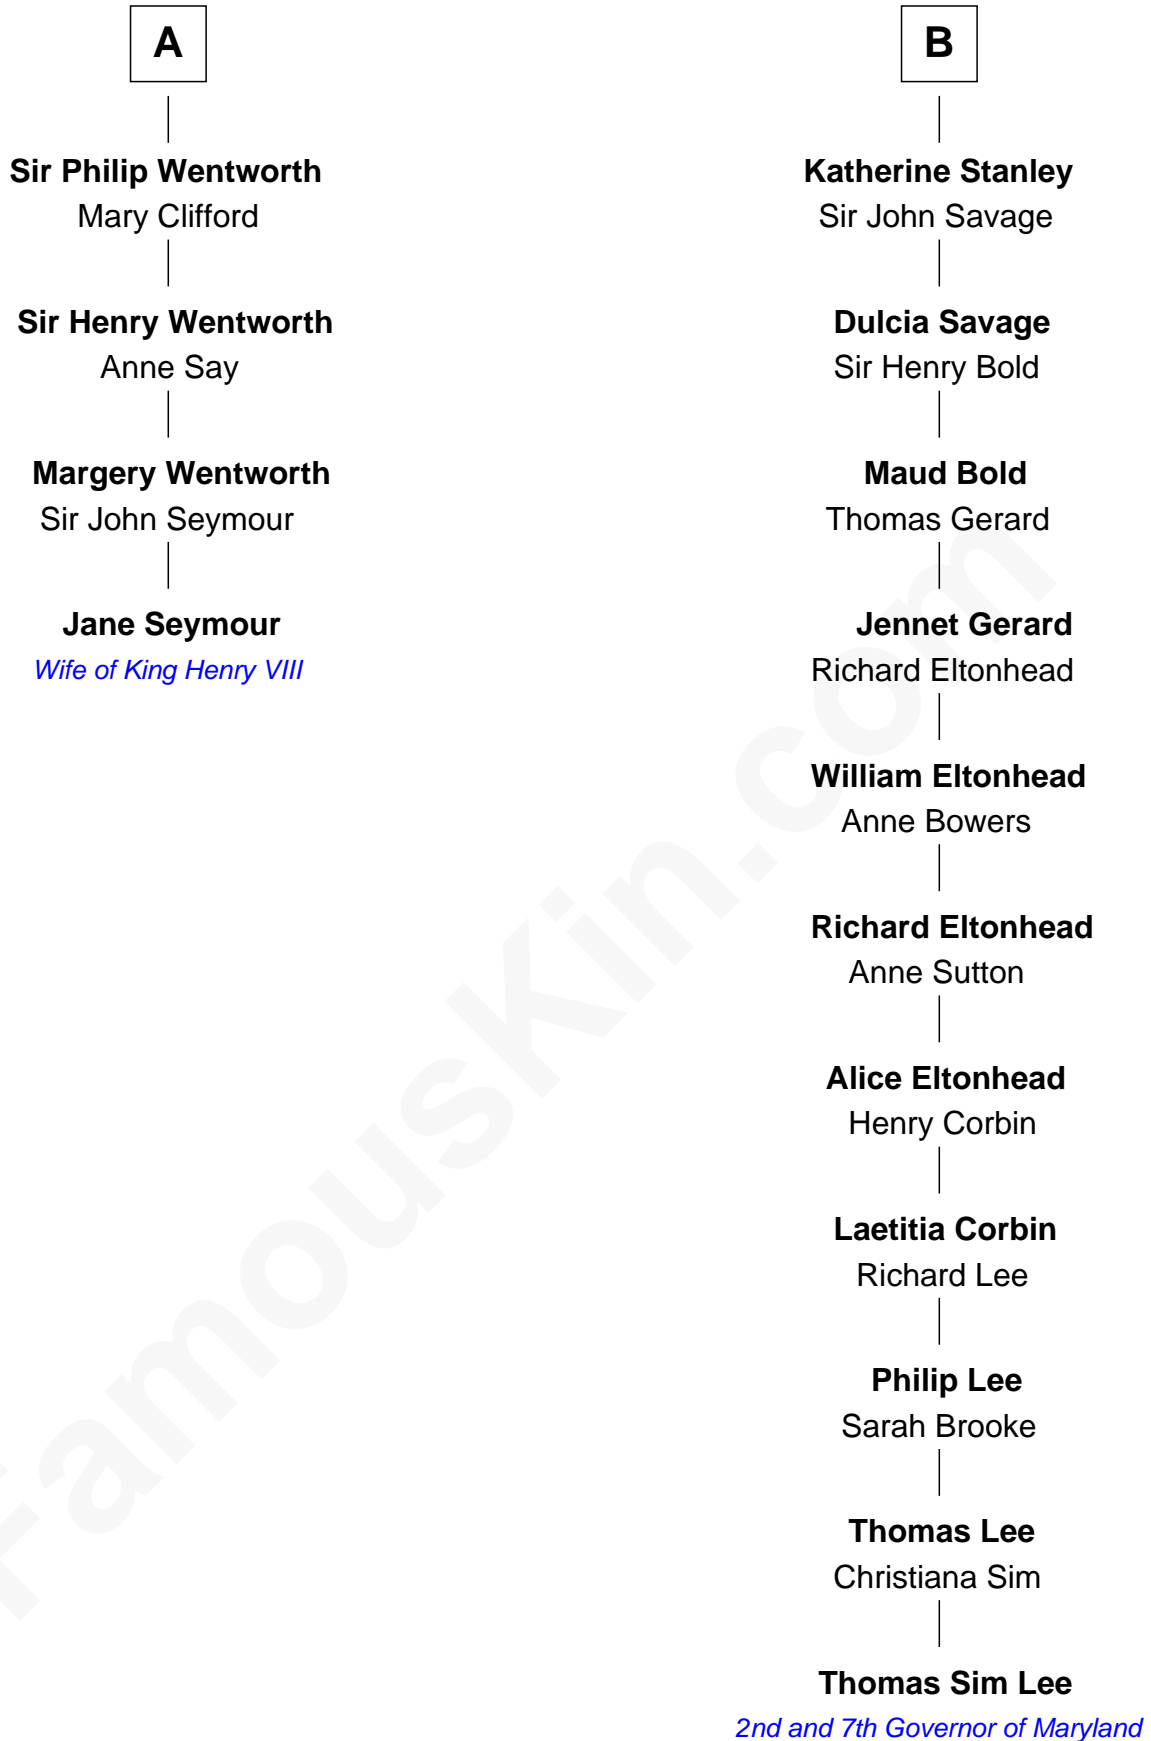 A
Sir Philip Wentworth
Mary Clifford
Sir Henry Wentworth
Anne Say
Margery Wentworth
Sir John Seymour
Jane Seymour
Wife of King Henry VIII
B
Katherine Stanley
Sir John Savage
Dulcia Savage
Sir Henry Bold
Maud Bold
Thomas Gerard
Jennet Gerard
Richard Eltonhead
William Eltonhead
Anne Bowers
Richard Eltonhead
Anne Sutton
Alice Eltonhead
Henry Corbin
Laetitia Corbin
Richard Lee
Philip Lee
Sarah Brooke
Thomas Lee
Christiana Sim
Thomas Sim Lee
2nd and 7th Governor of Maryland
FamousKin.com